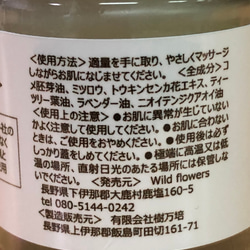 <使用方法> 適量を手に取り、やさしくマッサージ
しながらお肌になじませてください。 <全成分> コ
メ胚芽油、ミツロウ、トウキンセンカ花エキス、ティー
ツリー葉油、ラベンダー油、ニオイテンジクアオイ油
<使用上の注意> ●お肌に異常が生じていない
かよく注意して使用してください。●お肌に合わない
ときは、ご使用をおやめください。●使用後は必ず
しっかり蓋をしめてください。●極端に高温又は低
温の場所、直射日光のあたる場所には保管しな
いでください。 <発売元> Wild flowers
長野県下伊那郡大鹿村鹿塩160-5
tel 080-5144-0242
<製造販売元> 有限会社樹万培
長野県上伊那郡飯島町田切161-71